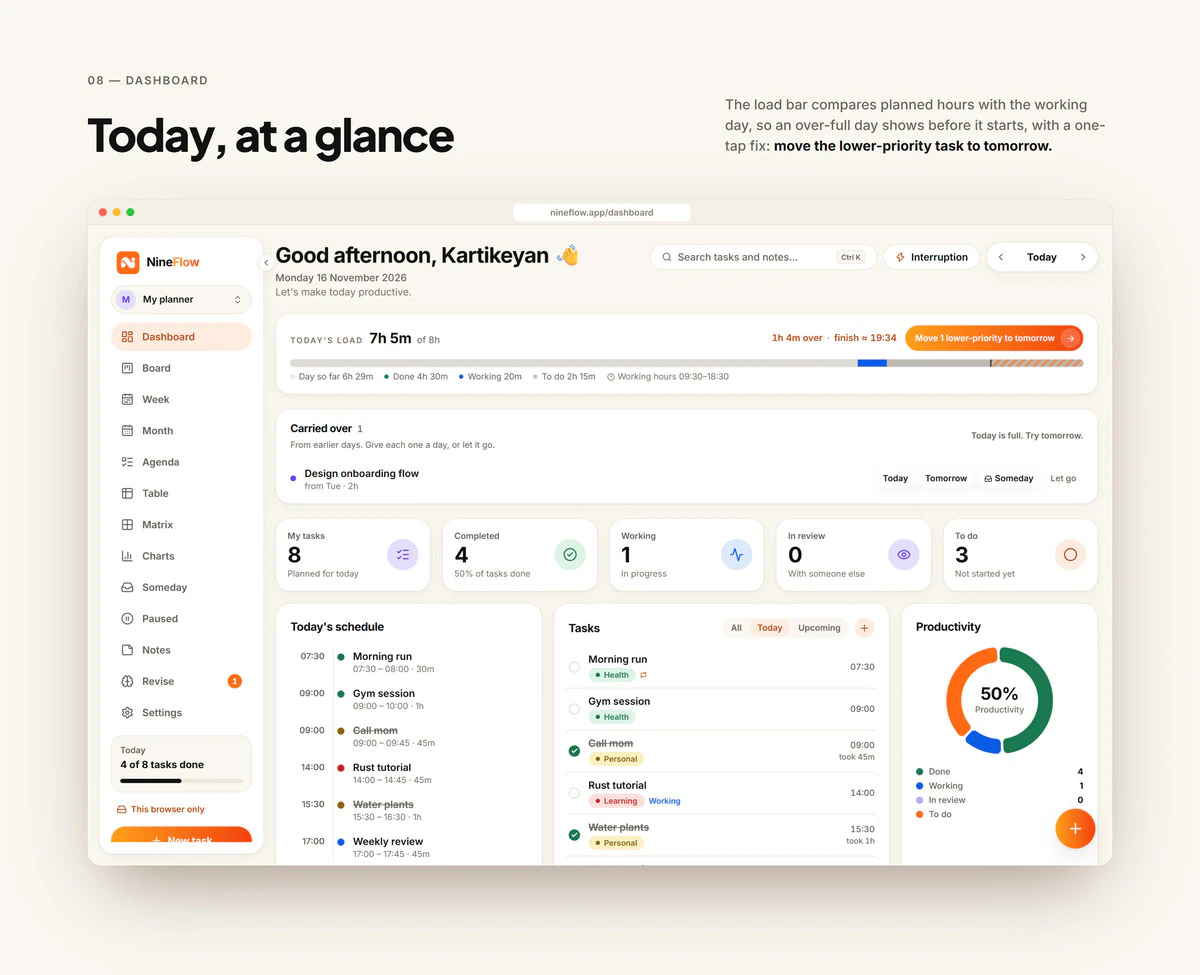 08 — DASHBOARD
Today, at a glance
The load bar compares planned hours with the working
day, so an over-full day shows before it starts, with a one-
tap fix: move the lower-priority task to tomorrow.
nineflow.app/dashboard
NineFlow
M My planner
Dashboard
Board
Week
Month
Agenda
Table
Matrix
Charts
Someday
Paused
Notes
Revise 1
Settings
Today
4 of 8 tasks done
This browser only
+ New task
Good afternoon, Kartikeyan 👋
Monday 16 November 2026
Let's make today productive.
Search tasks and notes... Ctrl K
Interruption
Today
TODAY'S LOAD 7h 5m of 8h
1h 4m over · finish ≈ 19:34
Move 1 lower-priority to tomorrow →
Day so far 6h 29m Done 4h 30m Working 20m To do 2h 15m Working hours 09:30–18:30
Carried over 1
From earlier days. Give each one a day, or let it go.
Today is full. Try tomorrow.
Design onboarding flow
from Tue · 2h
Today Tomorrow Someday Let go
My tasks
8
Planned for today
Completed
4
50% of tasks done
Working
1
In progress
In review
0
With someone else
To do
3
Not started yet
Today's schedule
07:30 Morning run
07:30 – 08:00 · 30m
09:00 Gym session
09:00 – 10:00 · 1h
09:00 Call mom
09:00 – 09:45 · 45m
14:00 Rust tutorial
14:00 – 14:45 · 45m
15:30 Water plants
15:30 – 16:30 · 1h
17:00 Weekly review
17:00 – 17:45 · 45m
Tasks
All Today Upcoming +
Morning run 07:30
Health
Gym session 09:00
Health
Call mom 09:00
Personal took 45m
Rust tutorial 14:00
Learning Working
Water plants 15:30
Personal took 1h
Productivity
50%
Productivity
Done 4
Working 1
In review 0
To do
+